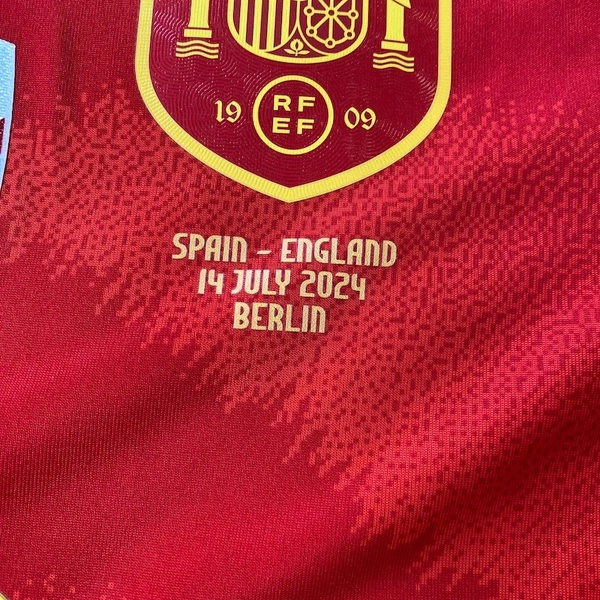 19 RF 09
EF
SPAIN - ENGLAND
14 JULY 2024
BERLIN